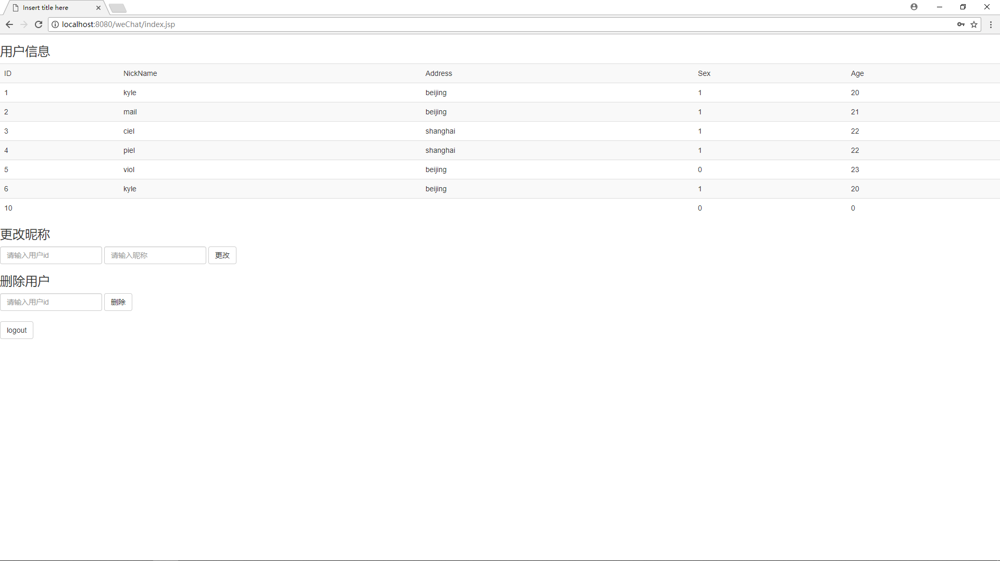 Insert title here
localhost:8080/weChat/index.jsp
用户信息
ID NickName Address Sex Age
1 kyle beijing 1 20
2 mail beijing 1 21
3 ciel shanghai 1 22
4 piel shanghai 1 22
5 viol beijing 0 23
6 kyle beijing 1 20
10 0 0
更改昵称
请输入用户id 请输入昵称 更改
删除用户
请输入用户id 删除
logout